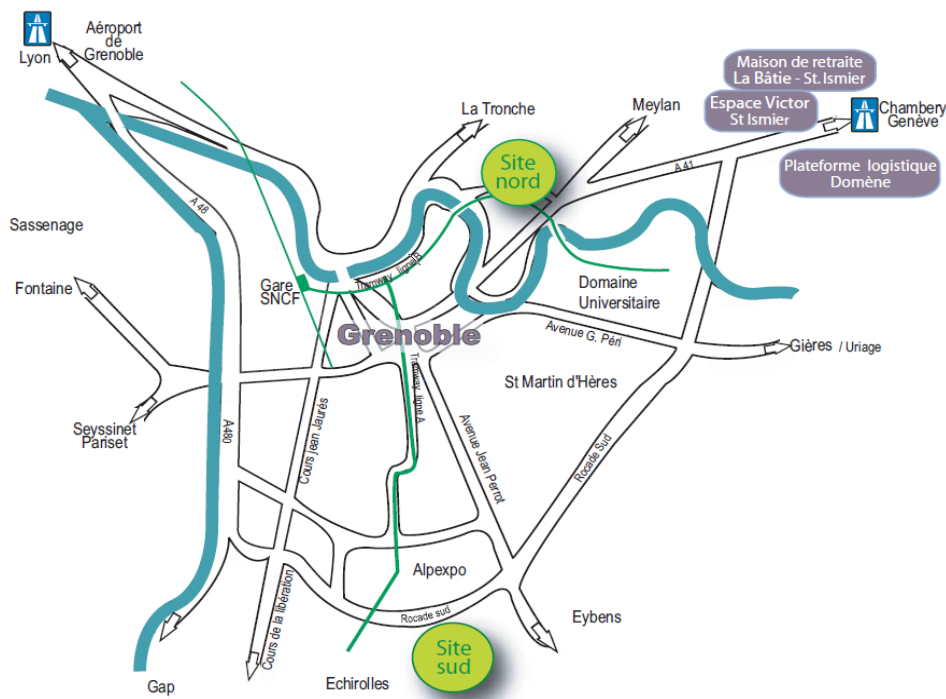 Lyon
Aéroport
de
Grenoble
La Tronche
Meylan
Maison de retraite
La Bâtie - St. Ismier
Espace Victor
St Ismier
Chambery
Genève
Site
nord
A 41
Plateforme logistique
Domène
A 48
Sassenage
Fontaine
Gare
SNCF
Tramway ligne B
Domaine
Universitaire
Grenoble
Avenue G. Péri
Gières / Uriage
Tramway ligne A
St Martin d'Hères
Seyssinet
Pariset
A480
Cours jean Jaurés
Avenue Jean Perrot
Rocade Sud
Alpexpo
Cours de la libération
Rocade sud
Eybens
Site
sud
Gap
Echirolles